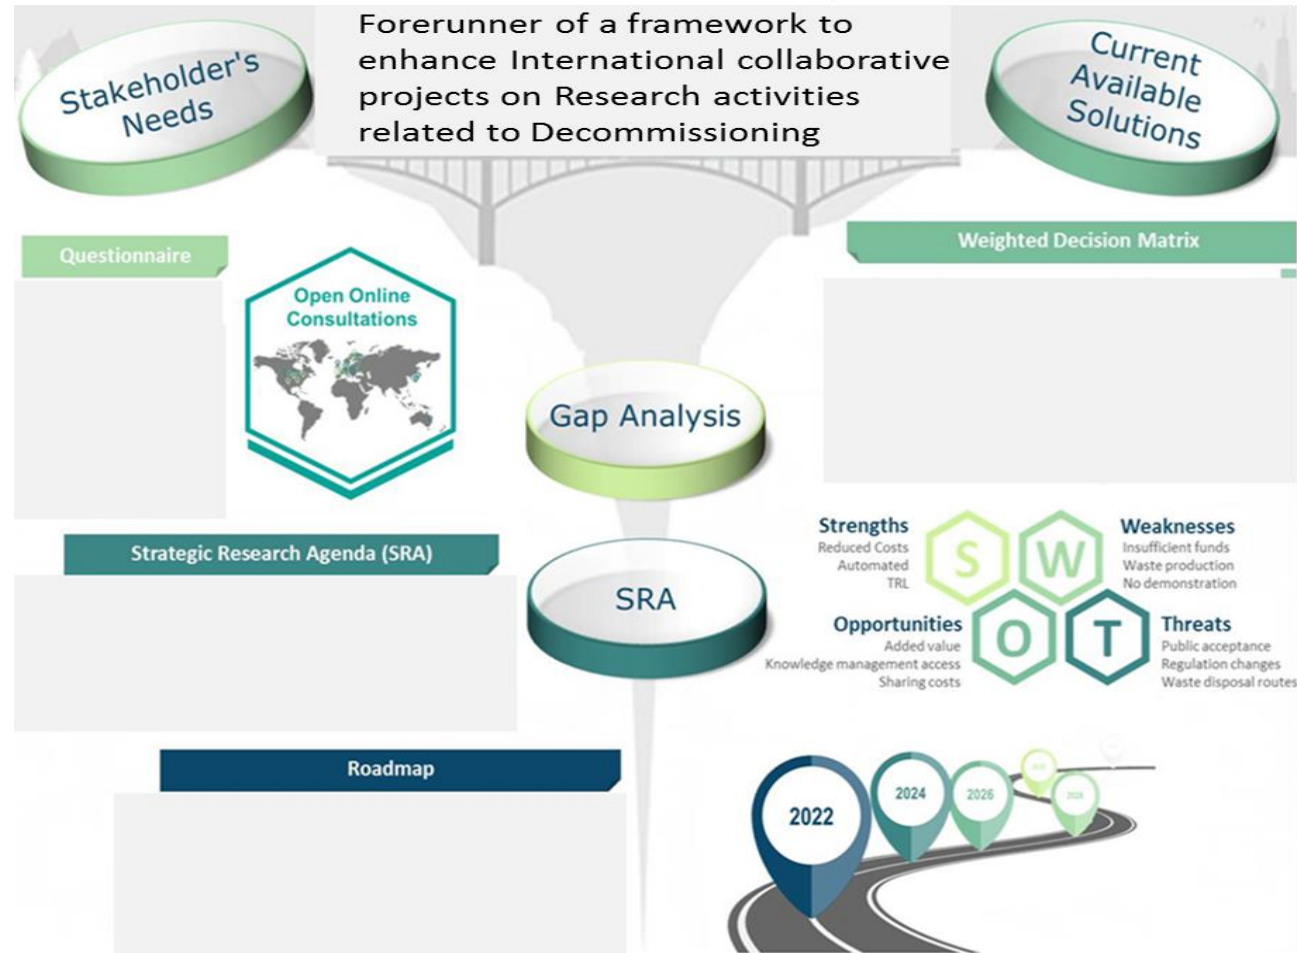 Forerunner of a framework to
enhance International collaborative
projects on Research activities
related to Decommissioning
Stakeholder's
Needs
Current
Available
Solutions
Questionnaire
Open Online
Consultations
Weighted Decision Matrix
Gap Analysis
Strategic Research Agenda (SRA)
SRA
Strengths
Reduced Costs
Automated
TRL
S
W
Weaknesses
Insufficient funds
Waste production
No demonstration
Opportunities
Added value
Knowledge management access
Sharing costs
O
T
Threats
Public acceptance
Regulation changes
Waste disposal routes
Roadmap
2022
2024
2026
2028